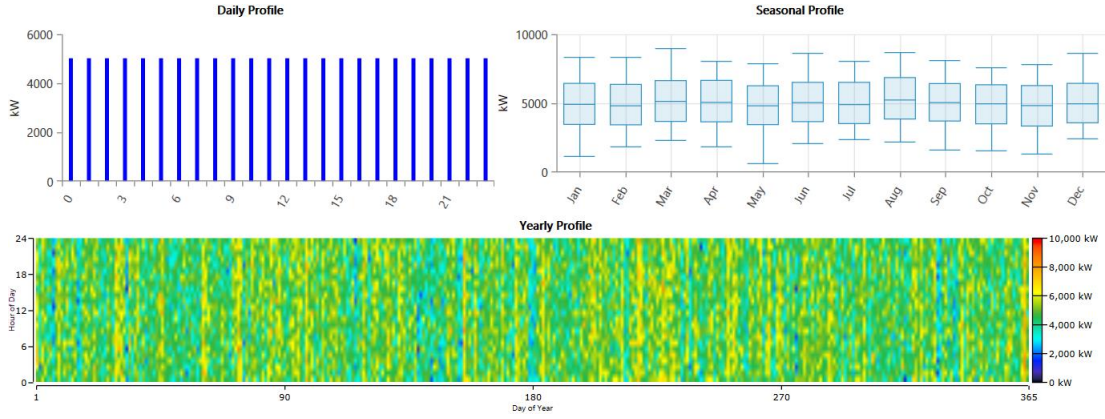 Daily Profile
6000
4000
2000
0
kW
0
3
6
9
12
15
18
21
Seasonal Profile
10000
5000
0
kW
Jan
Feb
Mar
Apr
May
Jun
Jul
Aug
Sep
Oct
Nov
Dec
Yearly Profile
24
18
12
6
0
Hour of Day
1
90
180
270
365
Day of Year
10,000 kW
8,000 kW
6,000 kW
4,000 kW
2,000 kW
0 kW